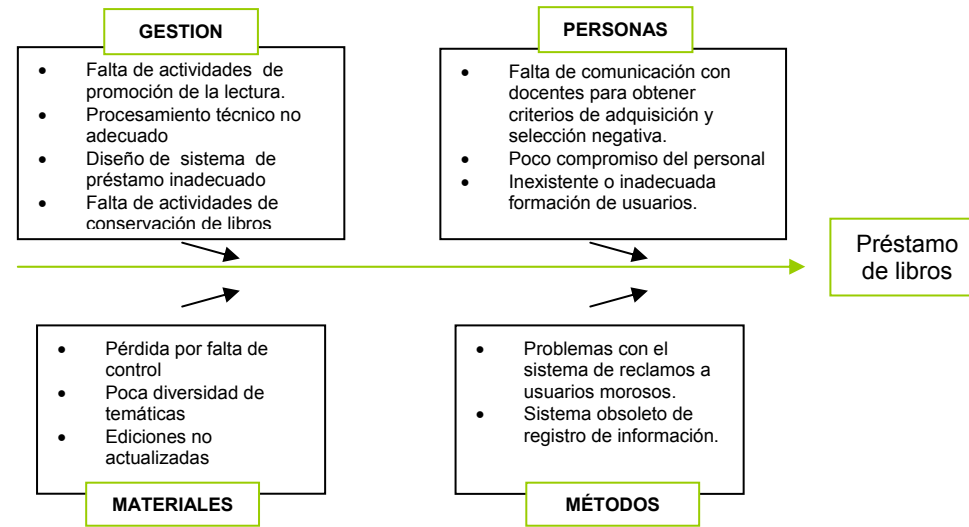 GESTION
Falta de actividades de
promoción de la lectura.
Procesamiento técnico no
adecuado
Diseño de sistema de
préstamo inadecuado
Falta de actividades de
conservación de libros
PERSONAS
Falta de comunicación con
docentes para obtener
criterios de adquisición y
selección negativa.
Poco compromiso del personal
Inexistente o inadecuada
formación de usuarios.
Préstamo
de libros
Pérdida por falta de
control
Poca diversidad de
temáticas
Ediciones no
actualizadas
MATERIALES
Problemas con el
sistema de reclamos a
usuarios morosos.
Sistema obsoleto de
registro de información.
MÉTODOS